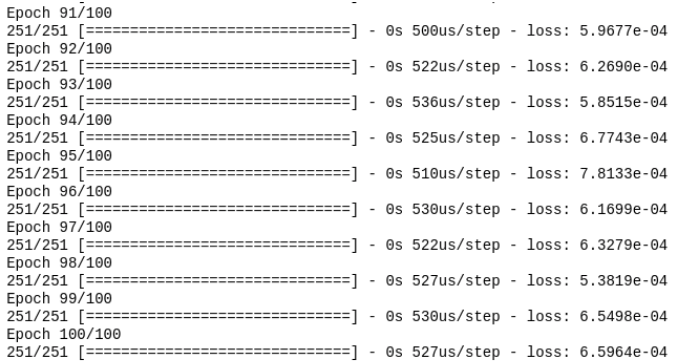 Epoch 91/100
251/251 [==============================] - 0s 500us/step - loss: 5.9677e-04
Epoch 92/100
251/251 [==============================] - 0s 522us/step - loss: 6.2690e-04
Epoch 93/100
251/251 [==============================] - 0s 536us/step - loss: 5.8515e-04
Epoch 94/100
251/251 [==============================] - 0s 525us/step - loss: 6.7743e-04
Epoch 95/100
251/251 [==============================] - 0s 510us/step - loss: 7.8133e-04
Epoch 96/100
251/251 [==============================] - 0s 530us/step - loss: 6.1699e-04
Epoch 97/100
251/251 [==============================] - 0s 522us/step - loss: 6.3279e-04
Epoch 98/100
251/251 [==============================] - 0s 527us/step - loss: 5.3819e-04
Epoch 99/100
251/251 [==============================] - 0s 530us/step - loss: 6.5498e-04
Epoch 100/100
251/251 [==============================] - 0s 527us/step - loss: 6.5964e-04